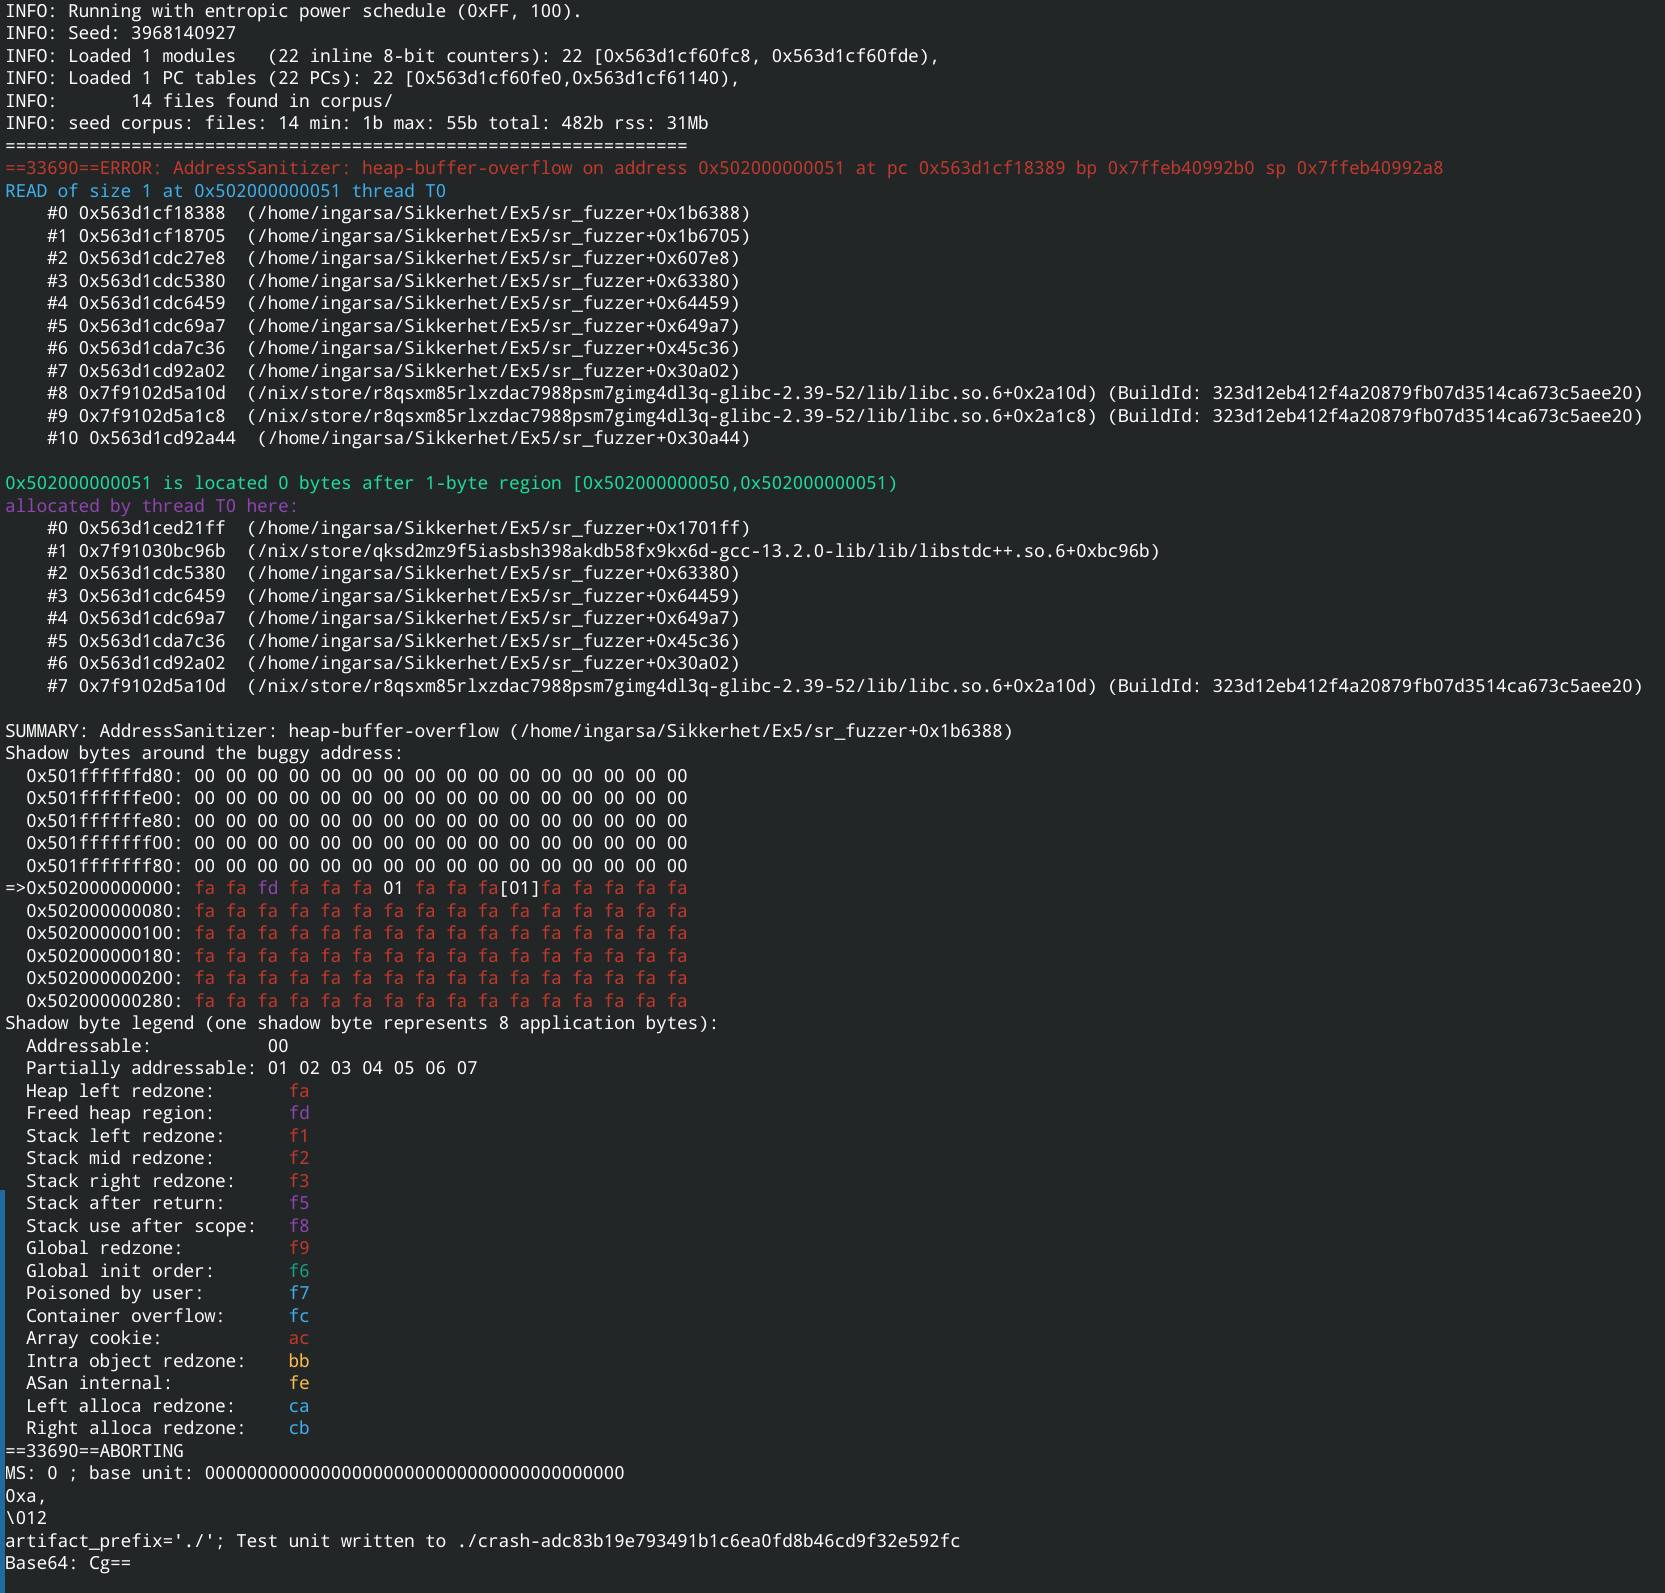 INFO: Running with entropic power schedule (0xFF, 100).
INFO: Seed: 3968140927
INFO: Loaded 1 modules   (22 inline 8-bit counters): 22 [0x563d1cf60fc8, 0x563d1cf60fde),
INFO: Loaded 1 PC tables (22 PCs): 22 [0x563d1cf60fe0,0x563d1cf61140),
INFO:       14 files found in corpus/
INFO: seed corpus: files: 14 min: 1b max: 55b total: 482b rss: 31Mb
=================================================================
==33690==ERROR: AddressSanitizer: heap-buffer-overflow on address 0x502000000051 at pc 0x563d1cf18389 bp 0x7ffeb40992b0 sp 0x7ffeb40992a8
READ of size 1 at 0x502000000051 thread T0
    #0 0x563d1cf18388  (/home/ingarsa/Sikkerhet/Ex5/sr_fuzzer+0x1b6388)
    #1 0x563d1cf18705  (/home/ingarsa/Sikkerhet/Ex5/sr_fuzzer+0x1b6705)
    #2 0x563d1cdc27e8  (/home/ingarsa/Sikkerhet/Ex5/sr_fuzzer+0x607e8)
    #3 0x563d1cdc5380  (/home/ingarsa/Sikkerhet/Ex5/sr_fuzzer+0x63380)
    #4 0x563d1cdc6459  (/home/ingarsa/Sikkerhet/Ex5/sr_fuzzer+0x64459)
    #5 0x563d1cdc69a7  (/home/ingarsa/Sikkerhet/Ex5/sr_fuzzer+0x649a7)
    #6 0x563d1cda7c36  (/home/ingarsa/Sikkerhet/Ex5/sr_fuzzer+0x45c36)
    #7 0x563d1cd92a02  (/home/ingarsa/Sikkerhet/Ex5/sr_fuzzer+0x30a02)
    #8 0x7f9102d5a10d  (/nix/store/r8qsxm85rlxzdac7988psm7gimg4dl3q-glibc-2.39-52/lib/libc.so.6+0x2a10d) (BuildId: 323d12eb412f4a20879fb07d3514ca673c5aee20)
    #9 0x7f9102d5a1c8  (/nix/store/r8qsxm85rlxzdac7988psm7gimg4dl3q-glibc-2.39-52/lib/libc.so.6+0x2a1c8) (BuildId: 323d12eb412f4a20879fb07d3514ca673c5aee20)
    #10 0x563d1cd92a44  (/home/ingarsa/Sikkerhet/Ex5/sr_fuzzer+0x30a44)

0x502000000051 is located 0 bytes after 1-byte region [0x502000000050,0x502000000051)
allocated by thread T0 here:
    #0 0x563d1ced21ff  (/home/ingarsa/Sikkerhet/Ex5/sr_fuzzer+0x1701ff)
    #1 0x7f91030bc96b  (/nix/store/qksd2mz9f5iasbsh398akdb58fx9kx6d-gcc-13.2.0-lib/lib/libstdc++.so.6+0xbc96b)
    #2 0x563d1cdc5380  (/home/ingarsa/Sikkerhet/Ex5/sr_fuzzer+0x63380)
    #3 0x563d1cdc6459  (/home/ingarsa/Sikkerhet/Ex5/sr_fuzzer+0x64459)
    #4 0x563d1cdc69a7  (/home/ingarsa/Sikkerhet/Ex5/sr_fuzzer+0x649a7)
    #5 0x563d1cda7c36  (/home/ingarsa/Sikkerhet/Ex5/sr_fuzzer+0x45c36)
    #6 0x563d1cd92a02  (/home/ingarsa/Sikkerhet/Ex5/sr_fuzzer+0x30a02)
    #7 0x7f9102d5a10d  (/nix/store/r8qsxm85rlxzdac7988psm7gimg4dl3q-glibc-2.39-52/lib/libc.so.6+0x2a10d) (BuildId: 323d12eb412f4a20879fb07d3514ca673c5aee20)

SUMMARY: AddressSanitizer: heap-buffer-overflow (/home/ingarsa/Sikkerhet/Ex5/sr_fuzzer+0x1b6388)
Shadow bytes around the buggy address:
  0x501ffffffd80: 00 00 00 00 00 00 00 00 00 00 00 00 00 00 00 00
  0x501ffffffe00: 00 00 00 00 00 00 00 00 00 00 00 00 00 00 00 00
  0x501ffffffe80: 00 00 00 00 00 00 00 00 00 00 00 00 00 00 00 00
  0x501fffffff00: 00 00 00 00 00 00 00 00 00 00 00 00 00 00 00 00
  0x501fffffff80: 00 00 00 00 00 00 00 00 00 00 00 00 00 00 00 00
=>0x502000000000: fa fa fd fa fa fa 01 fa fa fa[01]fa fa fa fa fa
  0x502000000080: fa fa fa fa fa fa fa fa fa fa fa fa fa fa fa fa
  0x502000000100: fa fa fa fa fa fa fa fa fa fa fa fa fa fa fa fa
  0x502000000180: fa fa fa fa fa fa fa fa fa fa fa fa fa fa fa fa
  0x502000000200: fa fa fa fa fa fa fa fa fa fa fa fa fa fa fa fa
  0x502000000280: fa fa fa fa fa fa fa fa fa fa fa fa fa fa fa fa
Shadow byte legend (one shadow byte represents 8 application bytes):
  Addressable:           00
  Partially addressable: 01 02 03 04 05 06 07
  Heap left redzone:       fa
  Freed heap region:       fd
  Stack left redzone:      f1
  Stack mid redzone:       f2
  Stack right redzone:     f3
  Stack after return:      f5
  Stack use after scope:   f8
  Global redzone:          f9
  Global init order:       f6
  Poisoned by user:        f7
  Container overflow:      fc
  Array cookie:            ac
  Intra object redzone:    bb
  ASan internal:           fe
  Left alloca redzone:     ca
  Right alloca redzone:    cb
==33690==ABORTING
MS: 0 ; base unit: 0000000000000000000000000000000000000000
0xa,
\012
artifact_prefix='./'; Test unit written to ./crash-adc83b19e793491b1c6ea0fd8b46cd9f32e592fc
Base64: Cg==